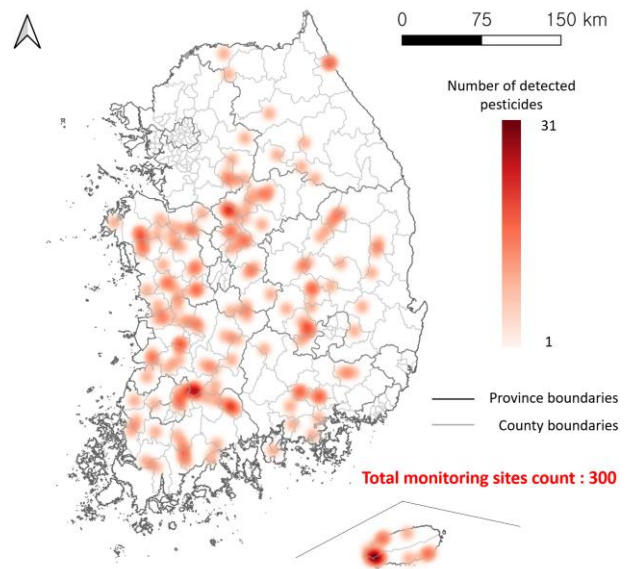 0 75 150 km
Number of detected
pesticides
31
1
Province boundaries
County boundaries
Total monitoring sites count : 300